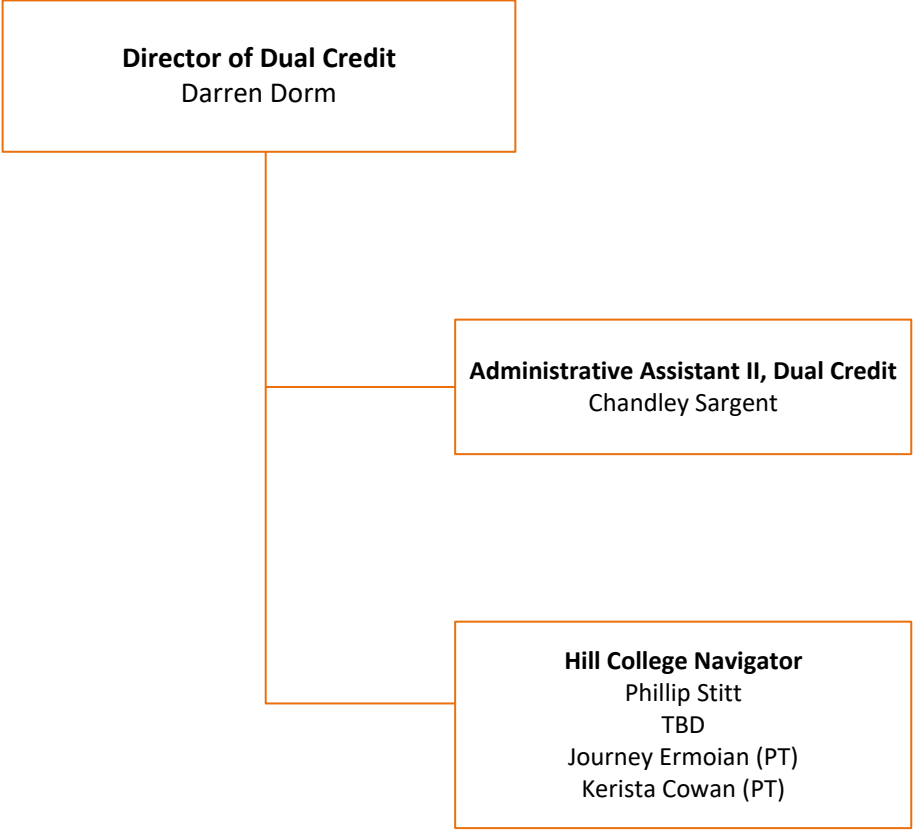 Director of Dual Credit
Darren Dorm
Administrative Assistant II, Dual Credit
Chandley Sargent
Hill College Navigator
Phillip Stitt
TBD
Journey Ermoian (PT)
Kerista Cowan (PT)